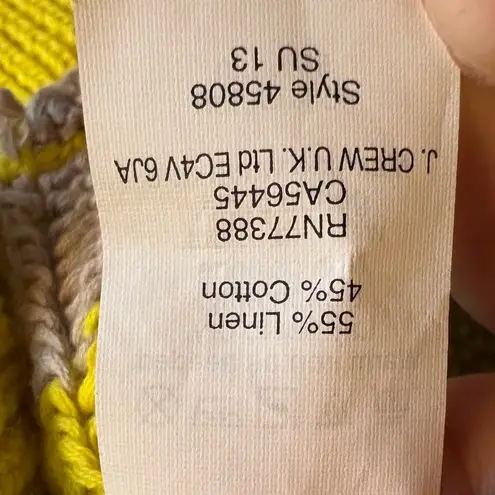 55% Linen
45% Cotton
RN77388
CA56445
J. CREW U.K. Ltd EC4V 6JA
Style 45808
SU 13